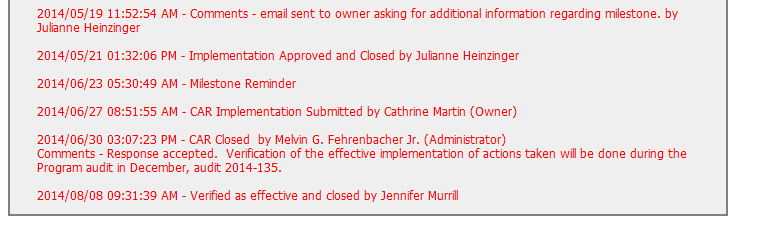 2014/05/19 11:52:54 AM - Comments - email sent to owner asking for additional information regarding milestone. by
Julianne Heinzinger
2014/05/21 01:32:06 PM - Implementation Approved and Closed by Julianne Heinzinger
2014/06/23 05:30:49 AM - Milestone Reminder
2014/06/27 08:51:55 AM - CAR Implementation Submitted by Cathrine Martin (Owner)
2014/06/30 03:07:23 PM - CAR Closed  by Melvin G. Fehrenbacher Jr. (Administrator)
Comments - Response accepted.  Verification of the effective implementation of actions taken will be done during the
Program audit in December, audit 2014-135.
2014/08/08 09:31:39 AM - Verified as effective and closed by Jennifer Murrill